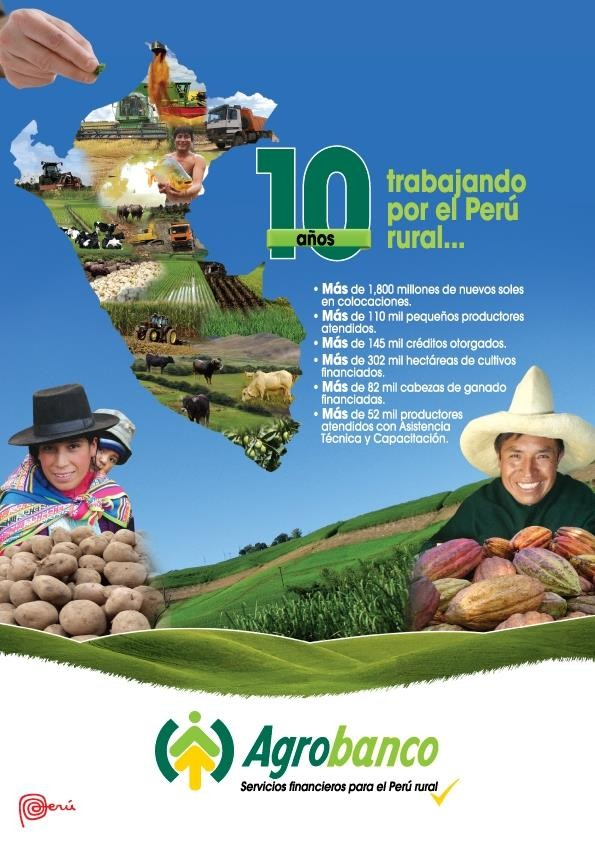 10
años
trabajando
por el Perú
rural...
• Más de 1,800 millones de nuevos soles
en colocaciones.
• Más de 110 mil pequeños productores
atendidos.
• Más de 145 mil créditos otorgados.
• Más de 302 mil hectáreas de cultivos
financiados.
• Más de 82 mil cabezas de ganado
financiadas.
• Más de 52 mil productores
atendidos con Asistencia
Técnica y Capacitación.
Agrobanco
Servicios financieros para el Perú rural
Perú